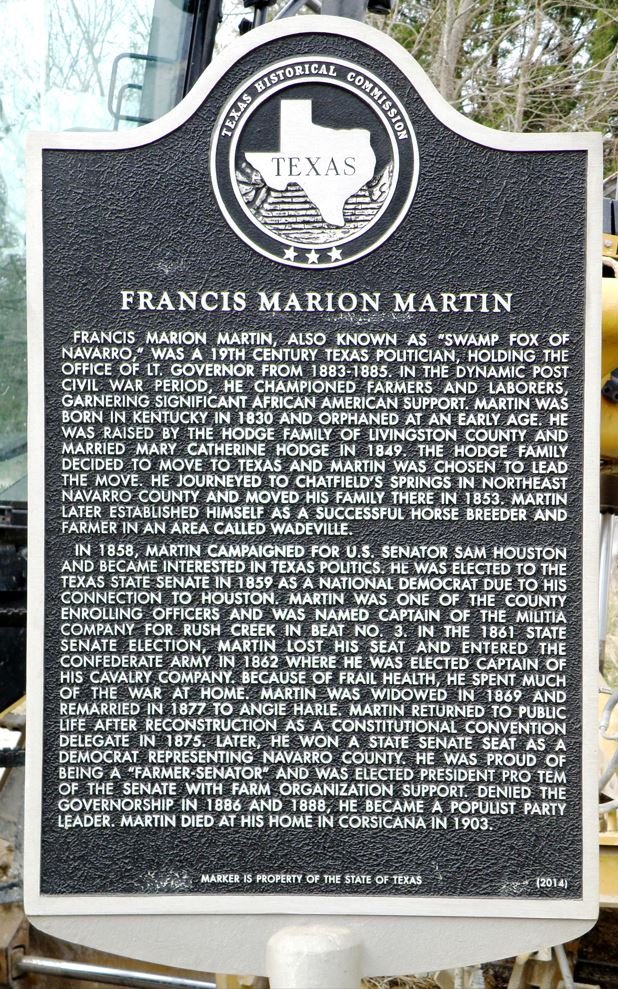 TEXAS HISTORICAL COMMISSION
TEXAS
FRANCIS MARION MARTIN
FRANCIS MARION MARTIN, ALSO KNOWN AS "SWAMP FOX OF
NAVARRO," WAS A 19TH CENTURY TEXAS POLITICIAN, HOLDING THE
OFFICE OF LT. GOVERNOR FROM 1883-1885. IN THE DYNAMIC POST
CIVIL WAR PERIOD, HE CHAMPIONED FARMERS AND LABORERS,
GARNERING SIGNIFICANT AFRICAN AMERICAN SUPPORT. MARTIN WAS
BORN IN KENTUCKY IN 1830 AND ORPHANED AT AN EARLY AGE. HE
WAS RAISED BY THE HODGE FAMILY OF LIVINGSTON COUNTY AND
MARRIED MARY CATHERINE HODGE IN 1849. THE HODGE FAMILY
DECIDED TO MOVE TO TEXAS AND MARTIN WAS CHOSEN TO LEAD
THE MOVE. HE JOURNEYED TO CHATFIELD'S SPRINGS IN NORTHEAST
NAVARRO COUNTY AND MOVED HIS FAMILY THERE IN 1853. MARTIN
LATER ESTABLISHED HIMSELF AS A SUCCESSFUL HORSE BREEDER AND
FARMER IN AN AREA CALLED WADEVILLE.
IN 1858, MARTIN CAMPAIGNED FOR U.S. SENATOR SAM HOUSTON
AND BECAME INTERESTED IN TEXAS POLITICS. HE WAS ELECTED TO THE
TEXAS STATE SENATE IN 1859 AS A NATIONAL DEMOCRAT DUE TO HIS
CONNECTION TO HOUSTON. MARTIN WAS ONE OF THE COUNTY
ENROLLING OFFICERS AND WAS NAMED CAPTAIN OF THE MILITIA
COMPANY FOR RUSH CREEK IN BEAT NO. 3. IN THE 1861 STATE
SENATE ELECTION, MARTIN LOST HIS SEAT AND ENTERED THE
CONFEDERATE ARMY IN 1862 WHERE HE WAS ELECTED CAPTAIN OF
HIS CAVALRY COMPANY. BECAUSE OF FRAIL HEALTH, HE SPENT MUCH
OF THE WAR AT HOME. MARTIN WAS WIDOWED IN 1869 AND
REMARRIED IN 1877 TO ANGIE HARLE. MARTIN RETURNED TO PUBLIC
LIFE AFTER RECONSTRUCTION AS A CONSTITUTIONAL CONVENTION
DELEGATE IN 1875. LATER, HE WON A STATE SENATE SEAT AS A
DEMOCRAT REPRESENTING NAVARRO COUNTY. HE WAS PROUD OF
BEING A "FARMER-SENATOR" AND WAS ELECTED PRESIDENT PRO TEM
OF THE SENATE WITH FARM ORGANIZATION SUPPORT. DENIED THE
GOVERNORSHIP IN 1886 AND 1888, HE BECAME A POPULIST PARTY
LEADER. MARTIN DIED AT HIS HOME IN CORSICANA IN 1903.
MARKER IS PROPERTY OF THE STATE OF TEXAS
(2014)